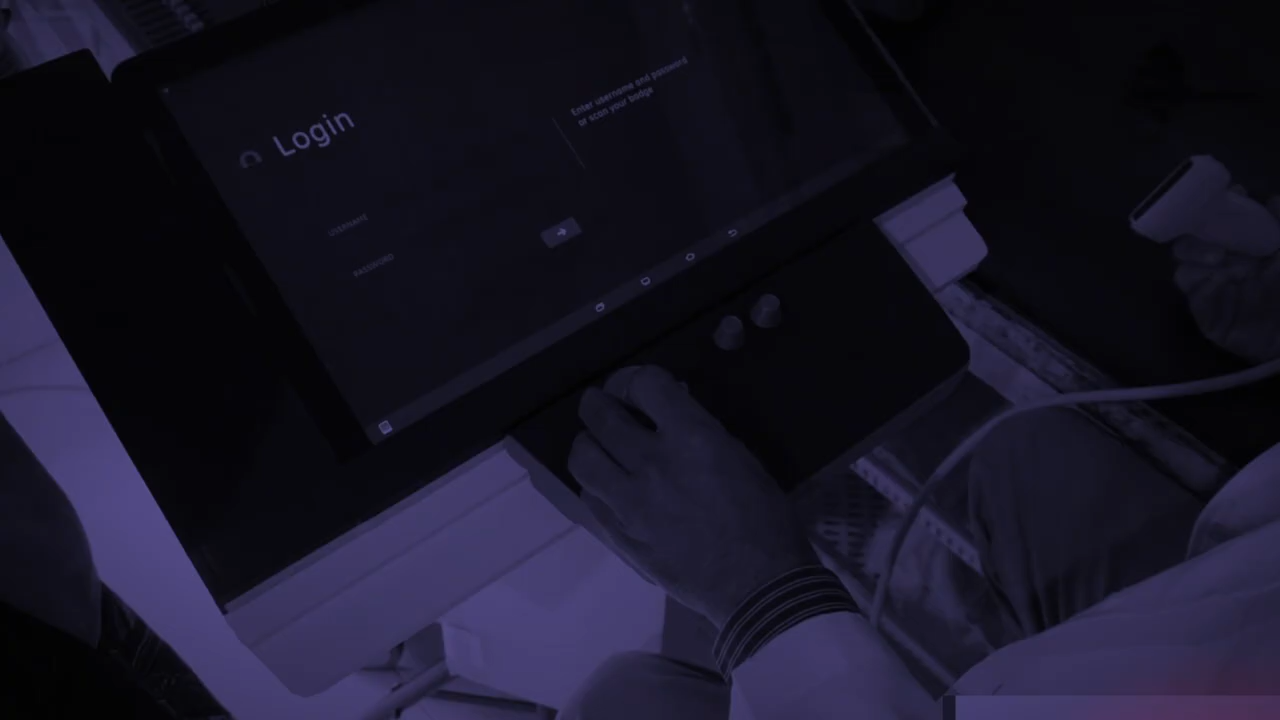 Login
Enter username and password
or scan your badge
USERNAME
PASSWORD